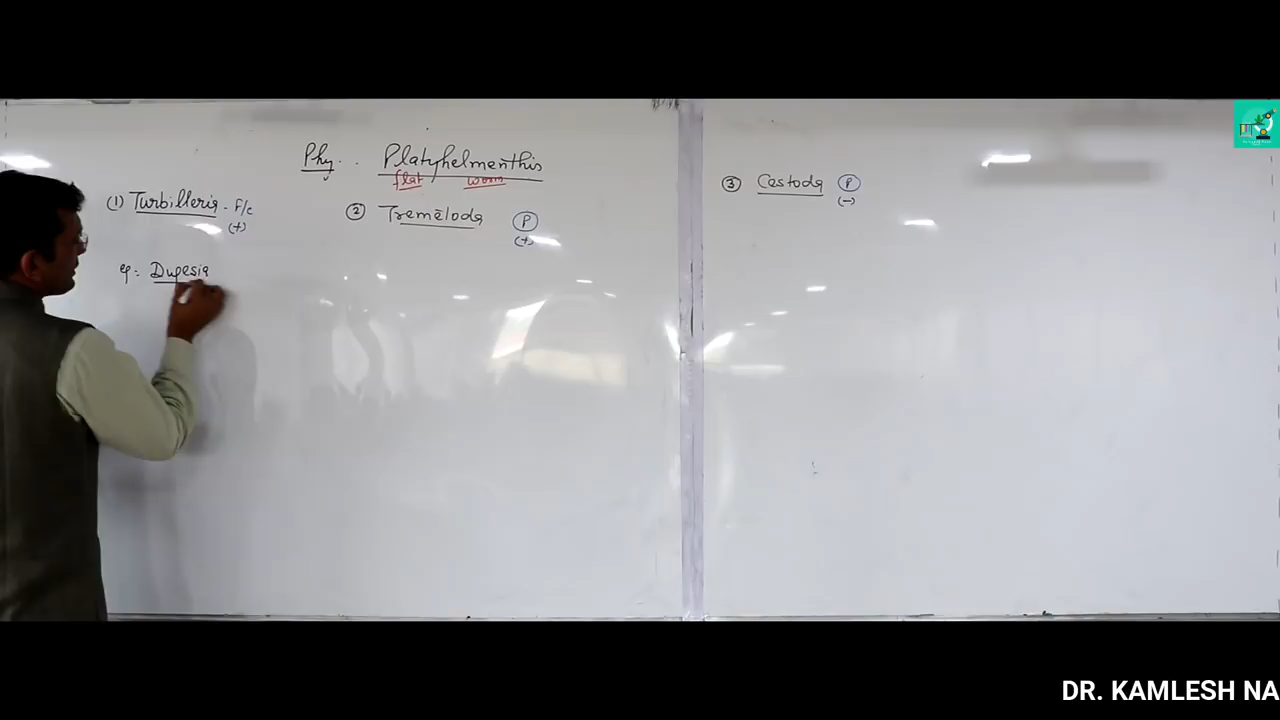 Phy. . Platyhelmenthis
flat worm
(1) Turbilleria - F/c
(+)
② Tremetoda P
(+)
③ Cestoda P
(-)
eg: Dugesia
DR. KAMLESH NA